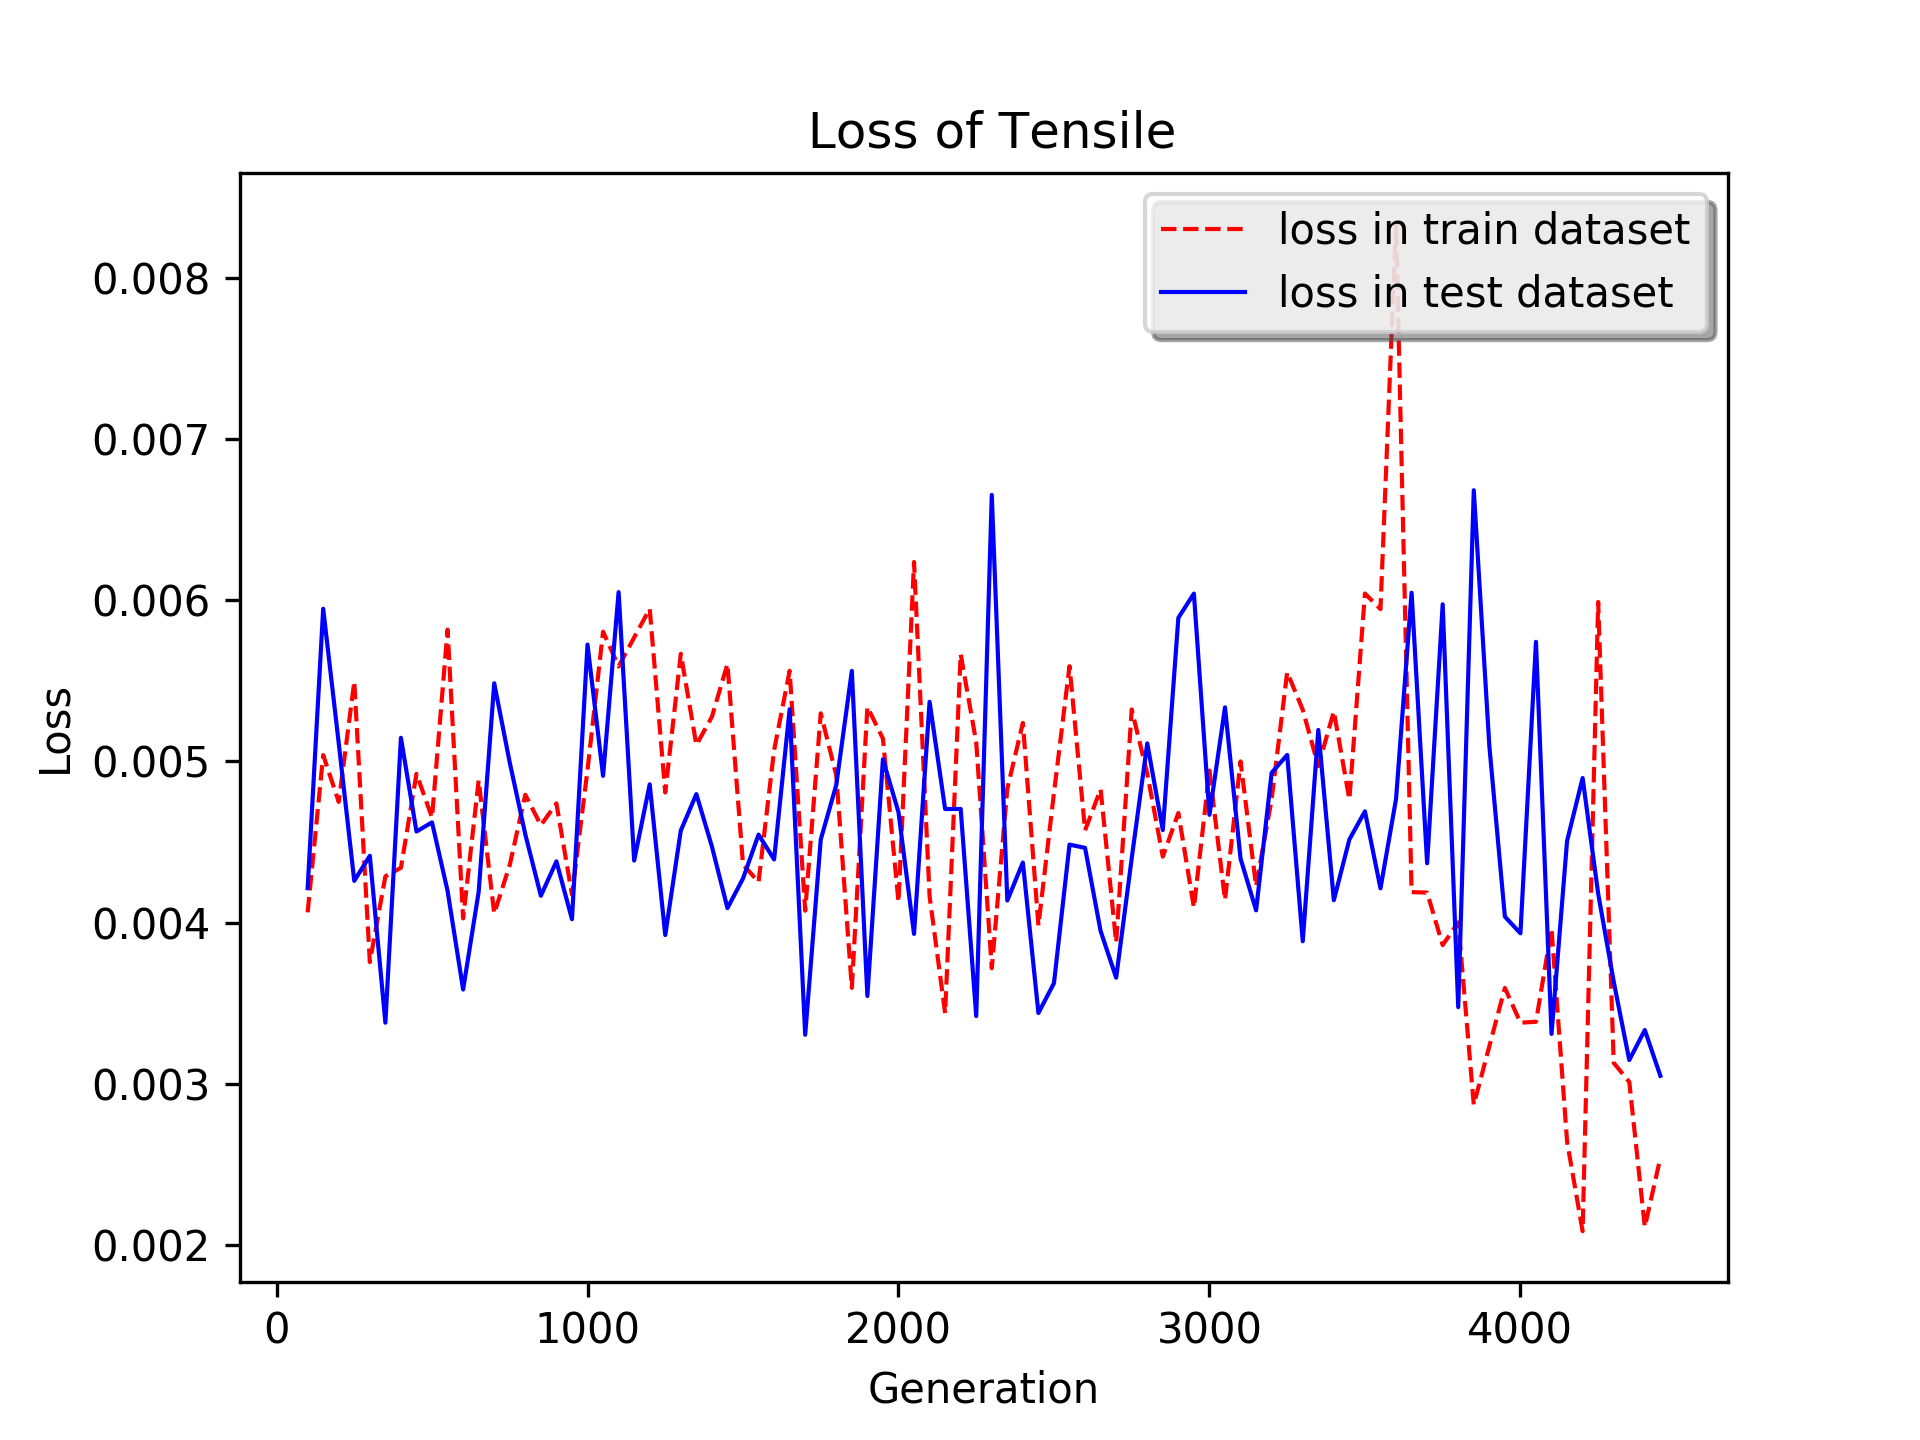 Loss of Tensile
loss in train dataset
loss in test dataset
0.008
0.007
0.006
0.005
0.004
0.003
0.002
Loss
0 1000 2000 3000 4000
Generation